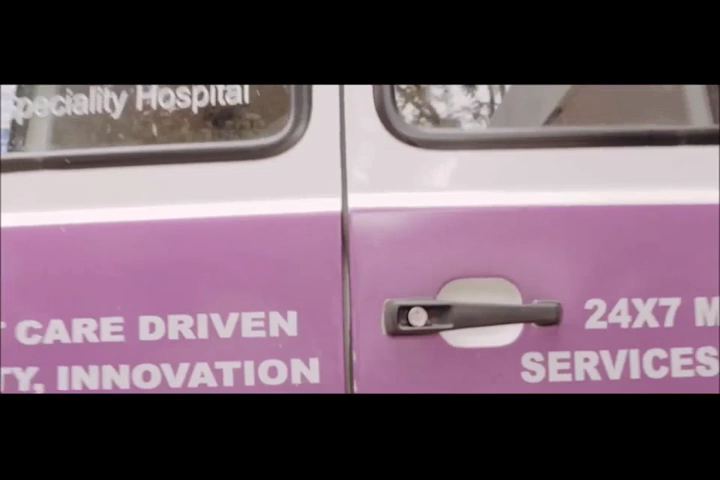 Speciality Hospital
CARE DRIVEN
INNOVATION
24X7
SERVICES